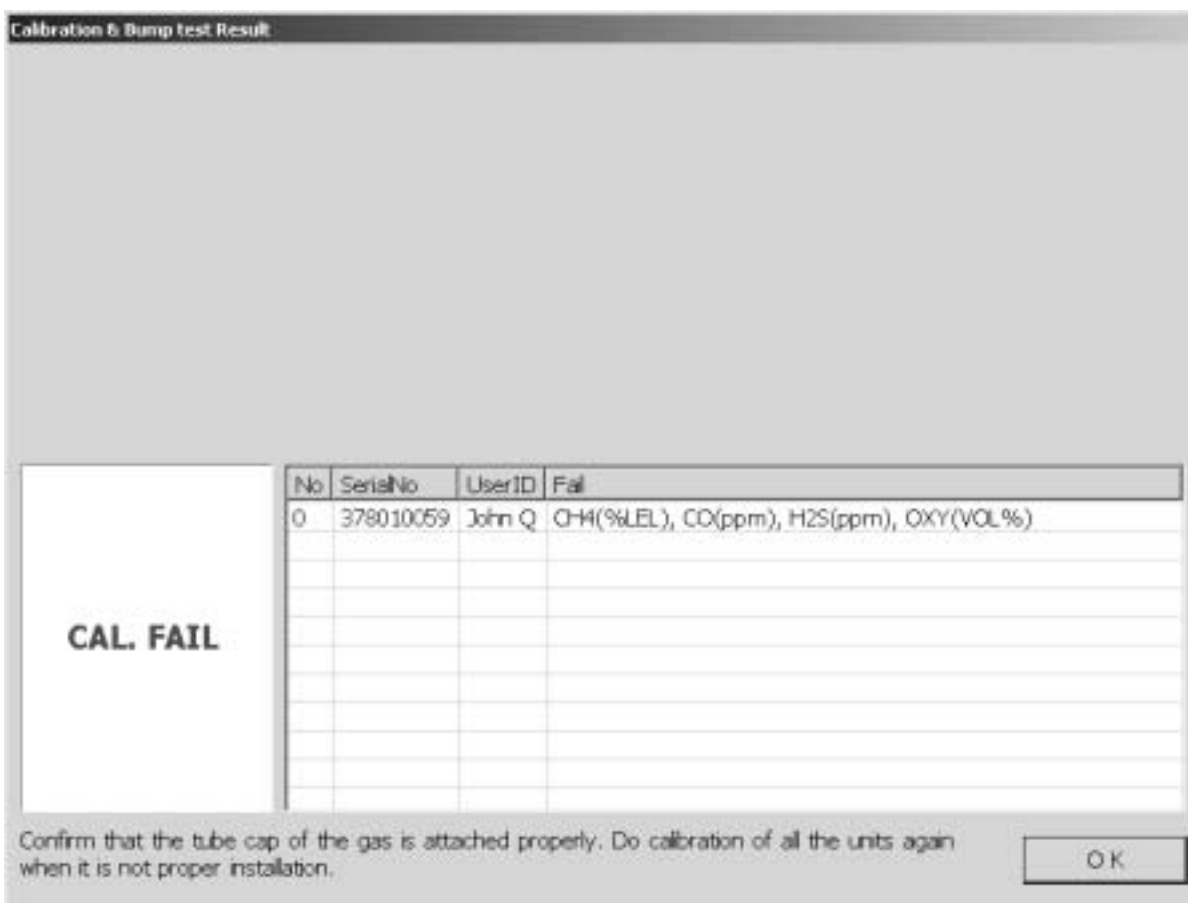 Calibration & Bump test Result
No SerialNo UserID Fail
0 378010059 John Q CH4(%LEL), CO(ppm), H2S(ppm), OXY(VOL%)
CAL. FAIL
Confirm that the tube cap of the gas is attached properly. Do calibration of all the units again
when it is not proper installation.
OK